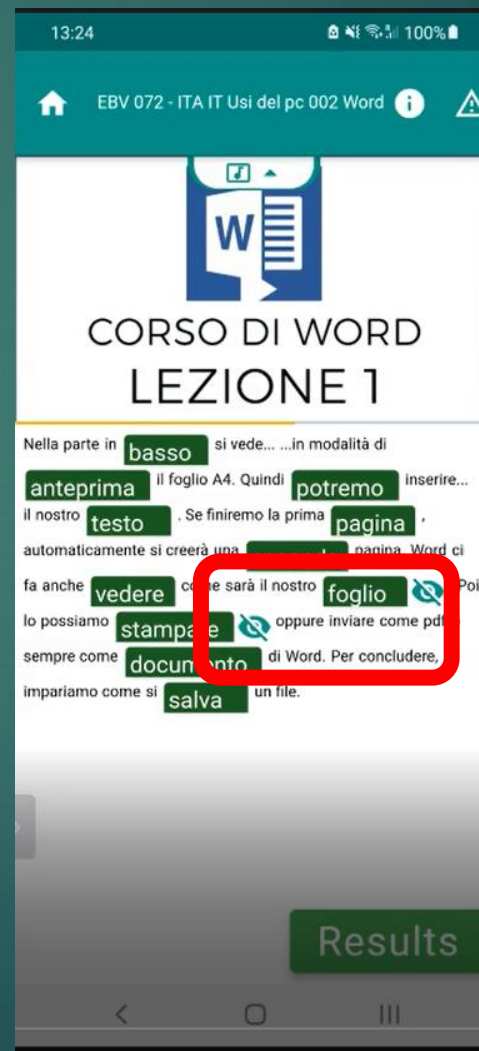 13:24 100%
EBV 072 - ITA IT Usi del pc 002 Word
W
CORSO DI WORD
LEZIONE 1
Nella parte in basso si vede... ...in modalità di
anteprima il foglio A4. Quindi potremo inserire...
il nostro testo . Se finiremo la prima pagina ,
automaticamente si creerà una pagina. Word ci
fa anche vedere come sarà il nostro foglio Poi
lo possiamo stampare oppure inviare come pdf
sempre come documento di Word. Per concludere,
impariamo come si salva un file.
Results